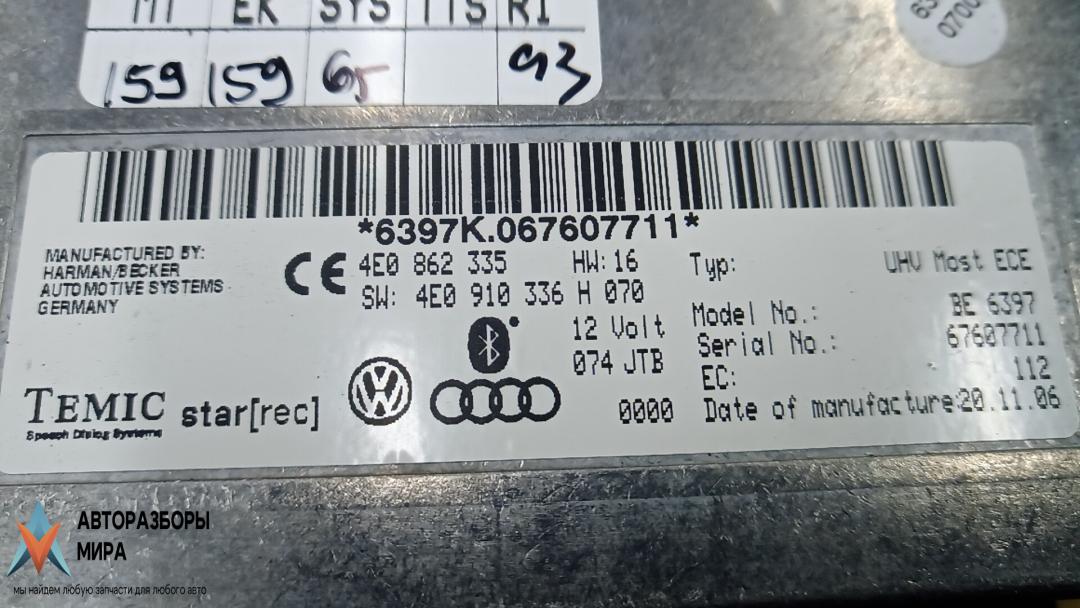 MI EK SYS TTS RI
159 159 65 93
*6397K.067607711*
MANUFACTURED BY:
HARMAN/BECKER
AUTOMOTIVE SYSTEMS
GERMANY
CE
4E0 862 335 HW: 16
SW: 4E0 910 336 H 070
12 Volt
074 JTB
0000
Typ: UHV Most ECE
Model No.: BE 6397
Serial No.: 67607711
EC: 112
Date of manufacture: 20.11.06
TEMIC
Speech Dialog Systems
star[rec]
АВТОРАЗБОРЫ
МИРА
мы найдем любую запчасти для любого авто